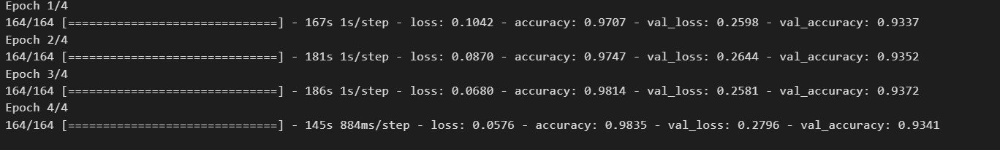 Epoch 1/4
164/164 [==============================] - 167s 1s/step - loss: 0.1042 - accuracy: 0.9707 - val_loss: 0.2598 - val_accuracy: 0.9337
Epoch 2/4
164/164 [==============================] - 181s 1s/step - loss: 0.0870 - accuracy: 0.9747 - val_loss: 0.2644 - val_accuracy: 0.9352
Epoch 3/4
164/164 [==============================] - 186s 1s/step - loss: 0.0680 - accuracy: 0.9814 - val_loss: 0.2581 - val_accuracy: 0.9372
Epoch 4/4
164/164 [==============================] - 145s 884ms/step - loss: 0.0576 - accuracy: 0.9835 - val_loss: 0.2796 - val_accuracy: 0.9341